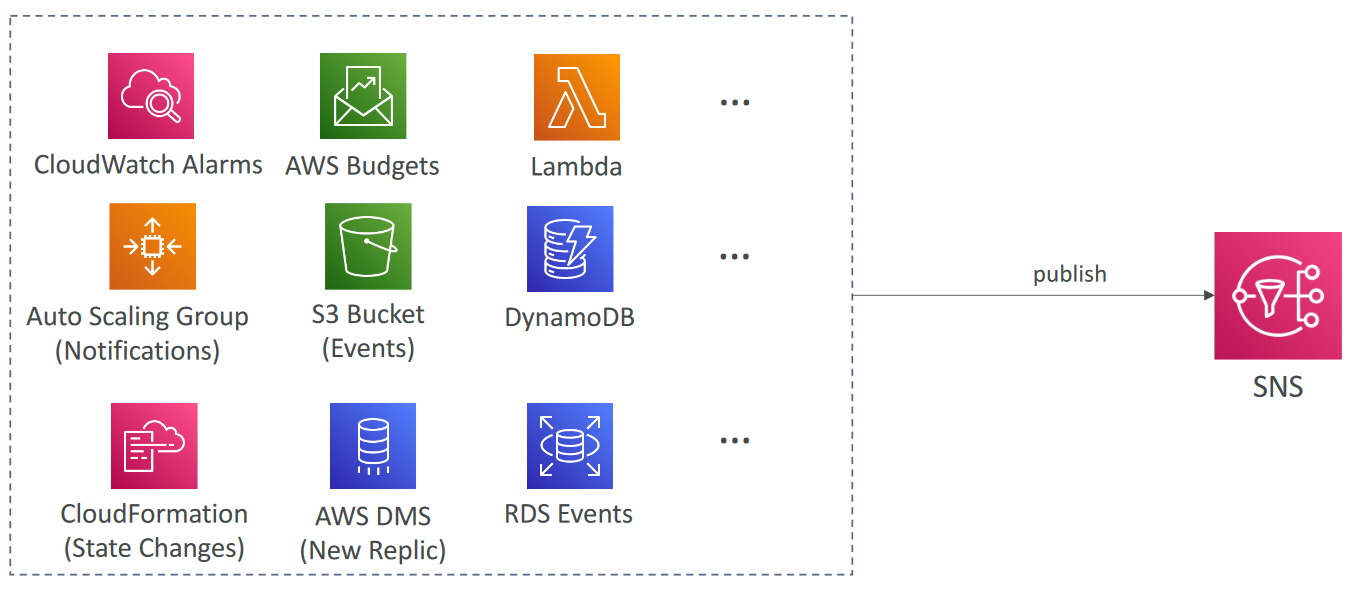 CloudWatch Alarms
AWS Budgets
Lambda
...
Auto Scaling Group
(Notifications)
S3 Bucket
(Events)
DynamoDB
...
CloudFormation
(State Changes)
AWS DMS
(New Replic)
RDS Events
...
publish
SNS